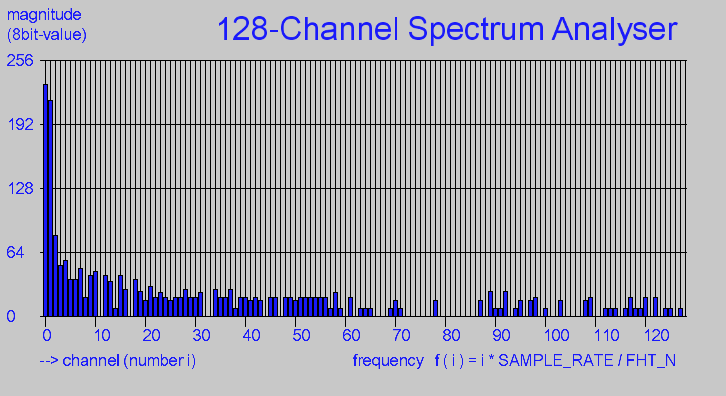 magnitude
(8bit-value)
128-Channel Spectrum Analyser
256
192
128
64
0
0 10 20 30 40 50 60 70 80 90 100 110 120
--> channel (number i)
frequency f ( i ) = i * SAMPLE_RATE / FHT_N